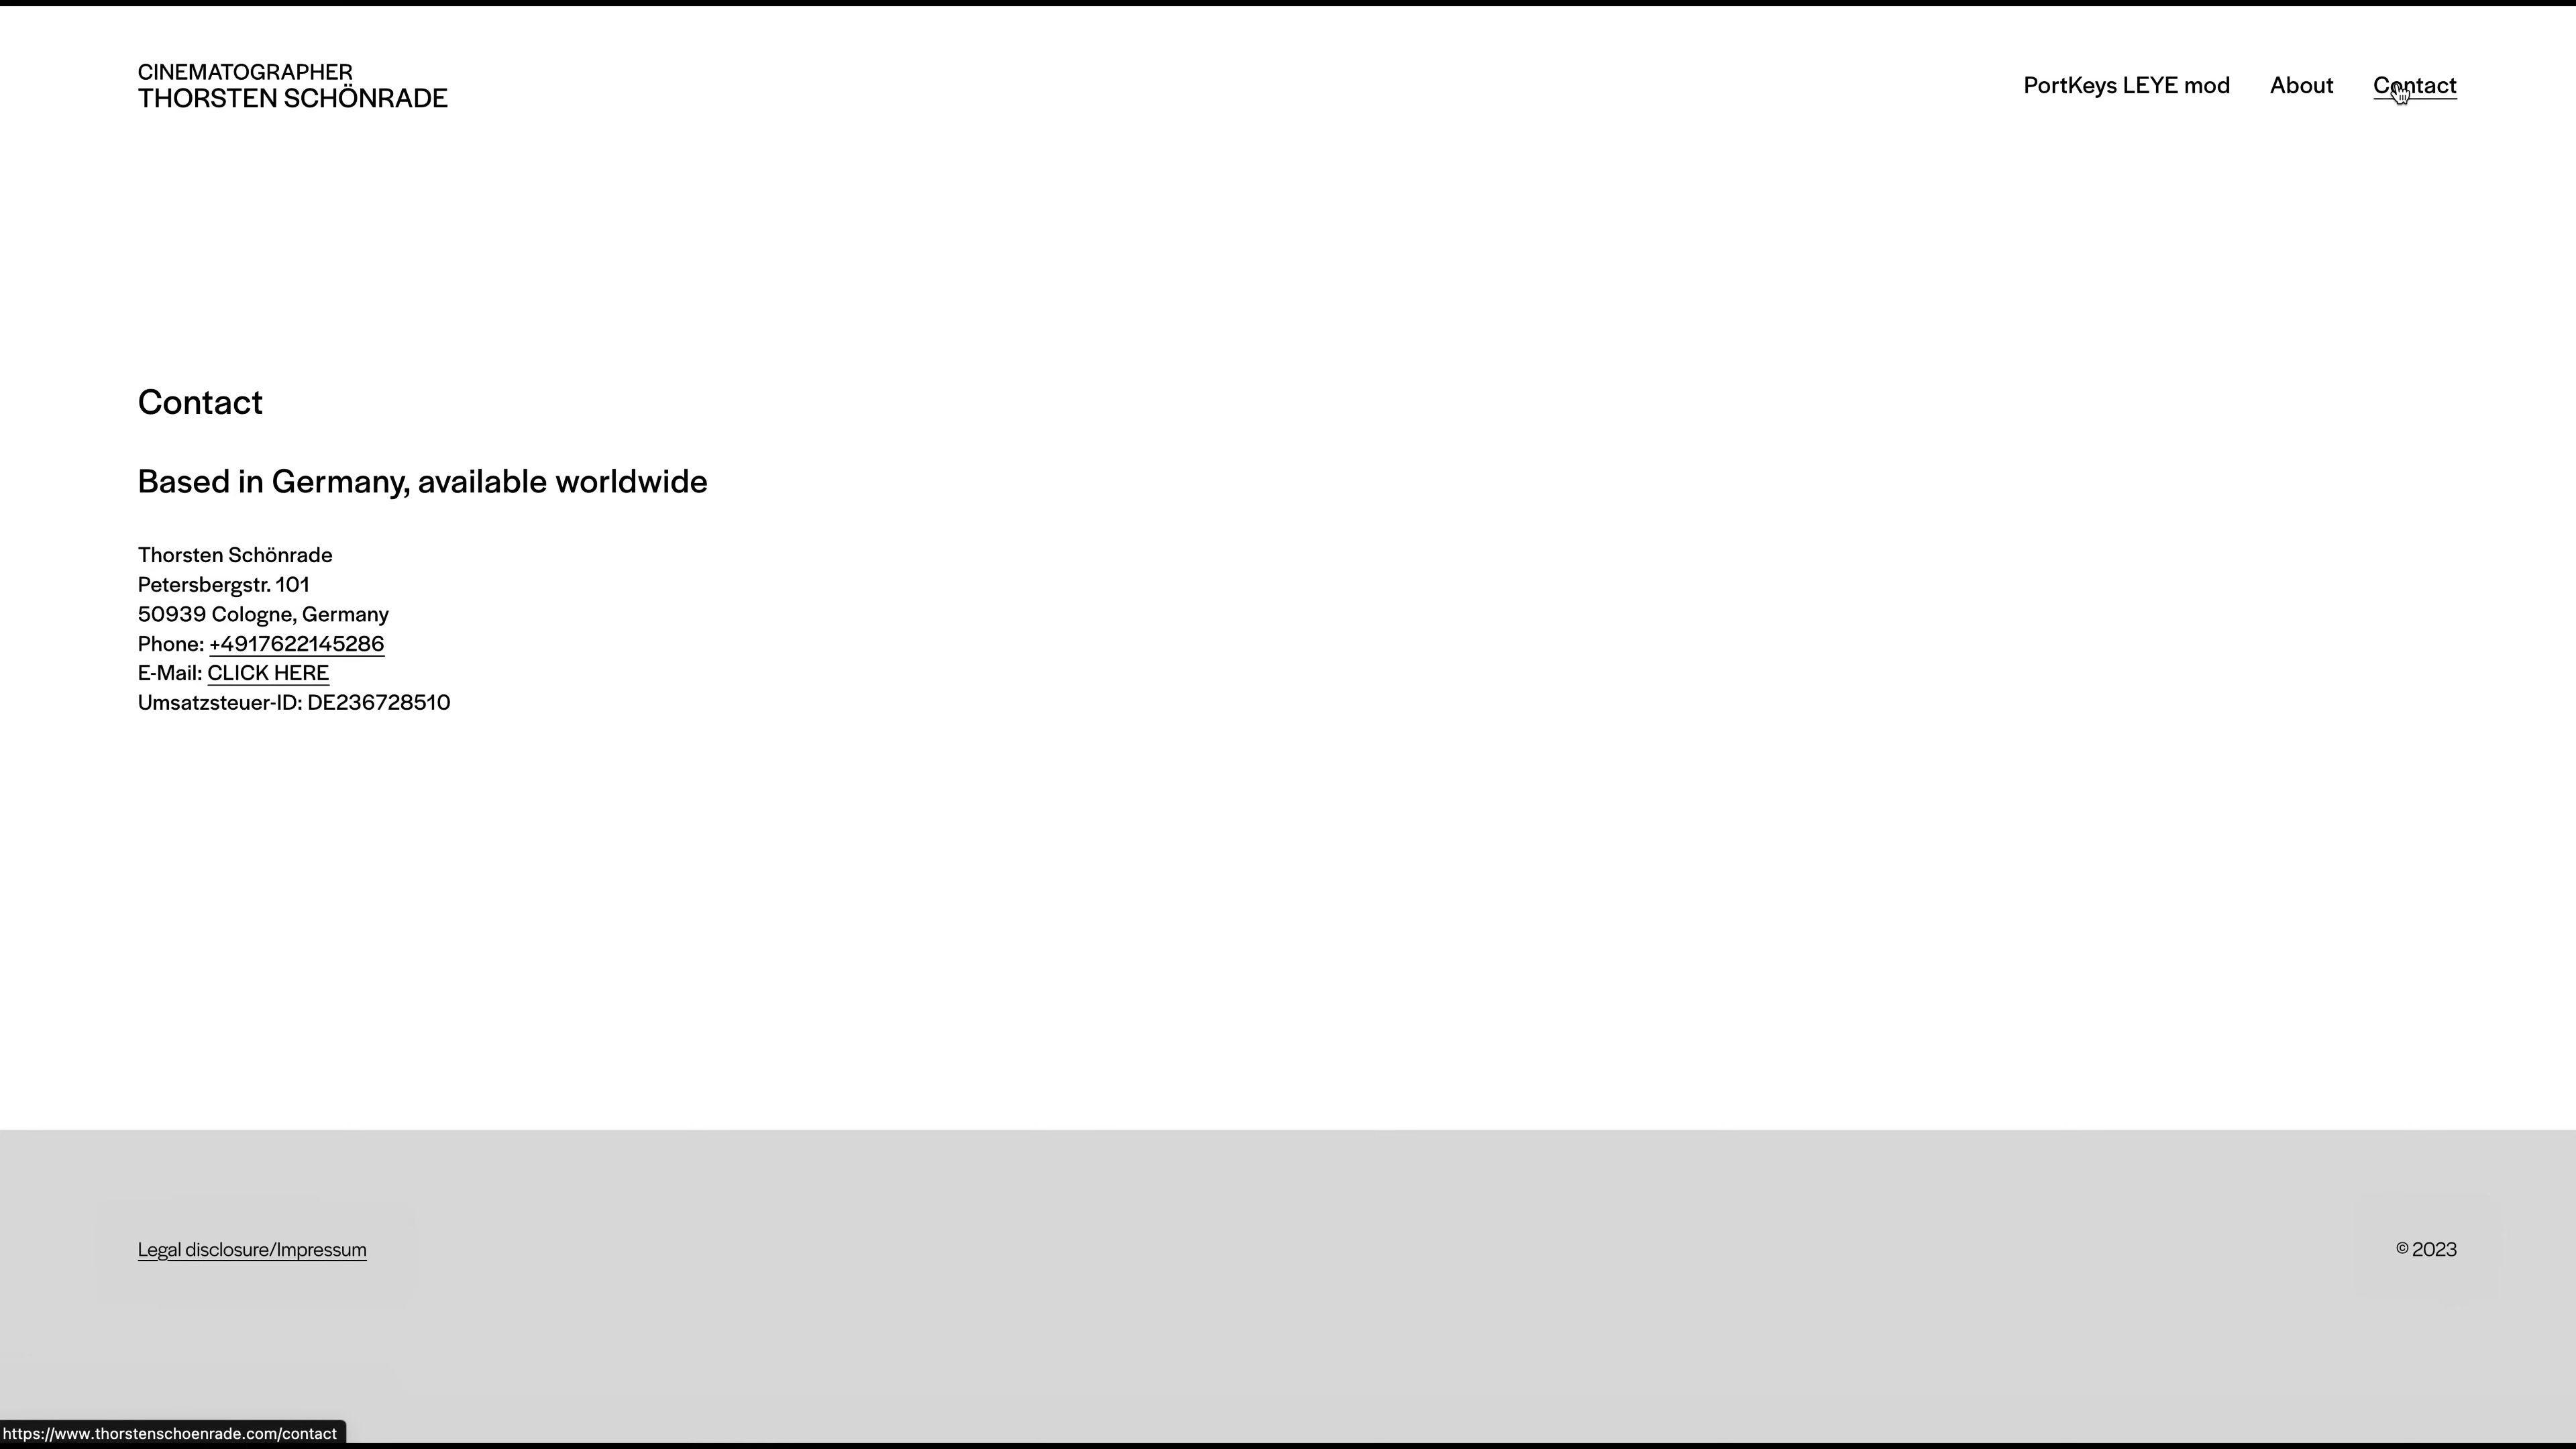 CINEMATOGRAPHER
THORSTEN SCHÖNRADE
PortKeys LEYE mod
About
Contact
Contact
Based in Germany, available worldwide
Thorsten Schönrade
Petersbergstr. 101
50939 Cologne, Germany
Phone: +4917622145286
E-Mail: CLICK HERE
Umsatzsteuer-ID: DE236728510
Legal disclosure/Impressum
© 2023
https://www.thorstenschoenrade.com/contact